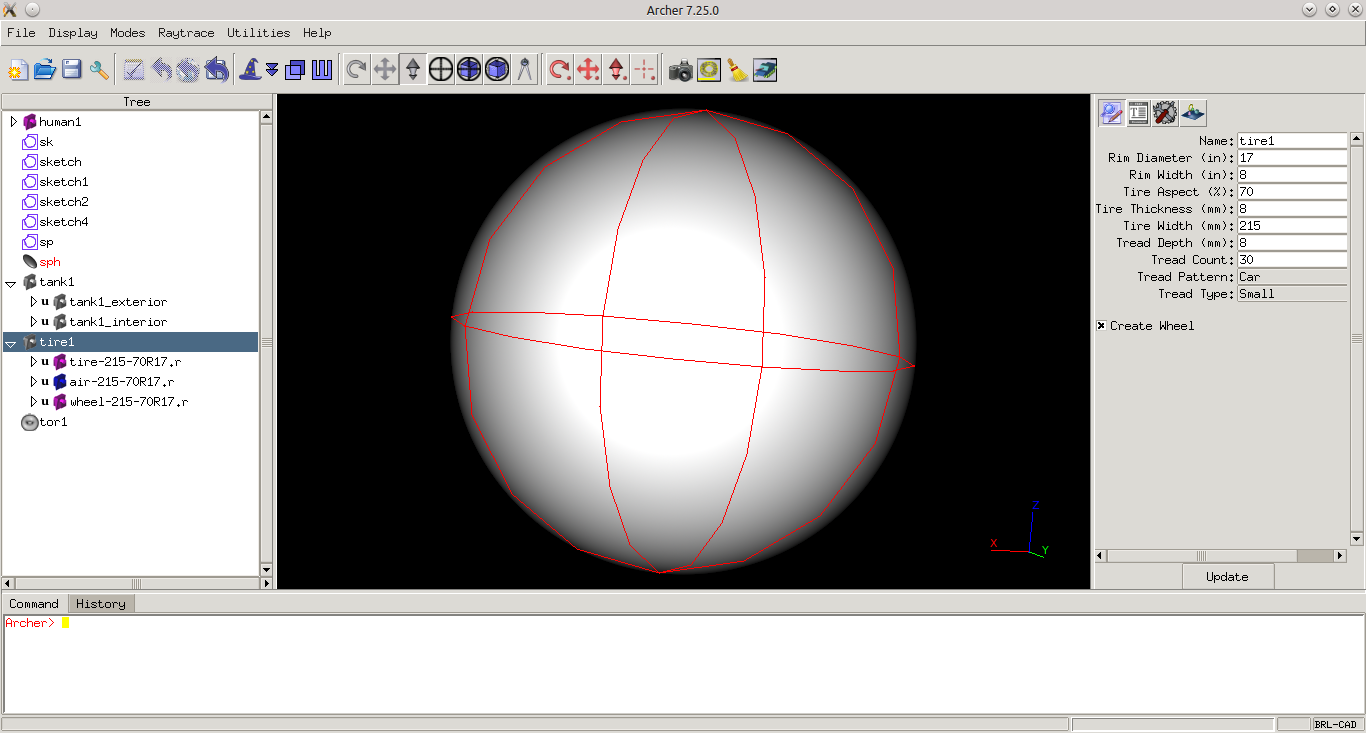 Archer 7.25.0
File Display Modes Raytrace Utilities Help
Tree
human1
sk
sketch
sketch1
sketch2
sketch4
sp
sph
tank1
u tank1_exterior
u tank1_interior
tire1
u tire-215-70R17.r
u air-215-70R17.r
u wheel-215-70R17.r
tor1
Z
X
Y
Name: tire1
Rim Diameter (in): 17
Rim Width (in): 8
Tire Aspect (%): 70
Tire Thickness (mm): 8
Tire Width (mm): 215
Tread Depth (mm): 8
Tread Count: 30
Tread Pattern: Car
Tread Type: Small
Create Wheel
Update
Command History
Archer>
BRL-CAD